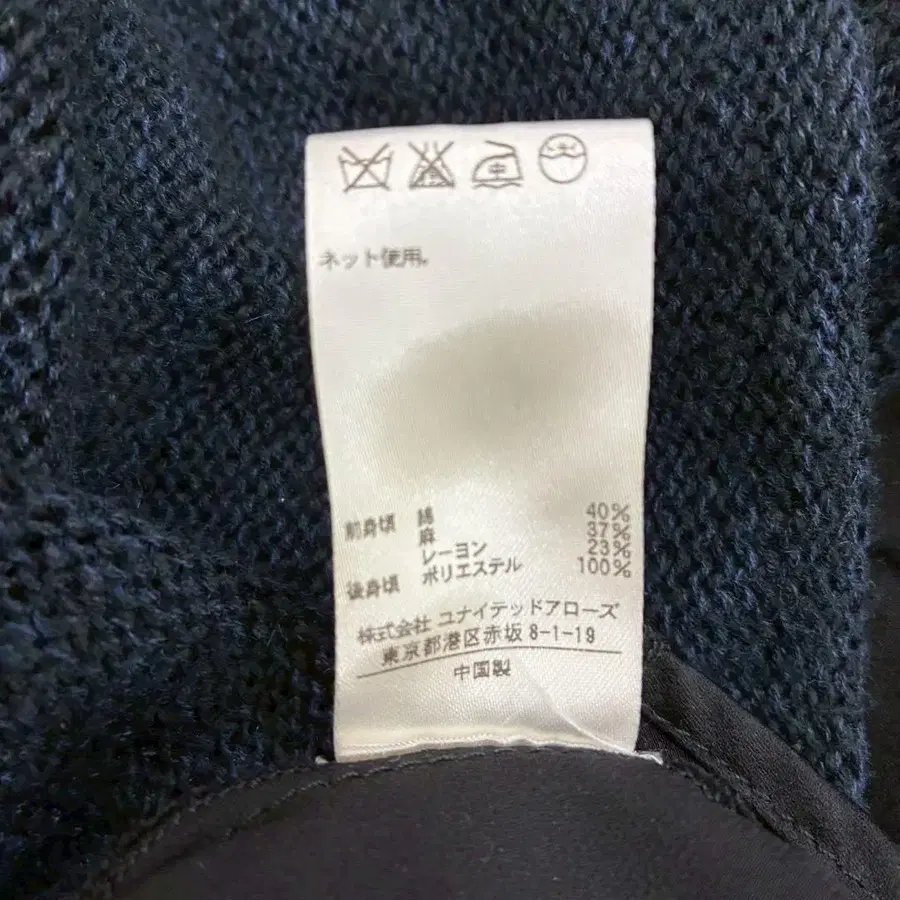 中
ネット使用。
前身頃 綿 40%
麻 37%
レーヨン 23%
後身頃 ポリエステル 100%
株式会社 ユナイテッドアローズ
東京都港区赤坂 8-1-19
中国製